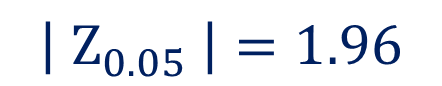 | Z₀.₀₅ | = 1.96